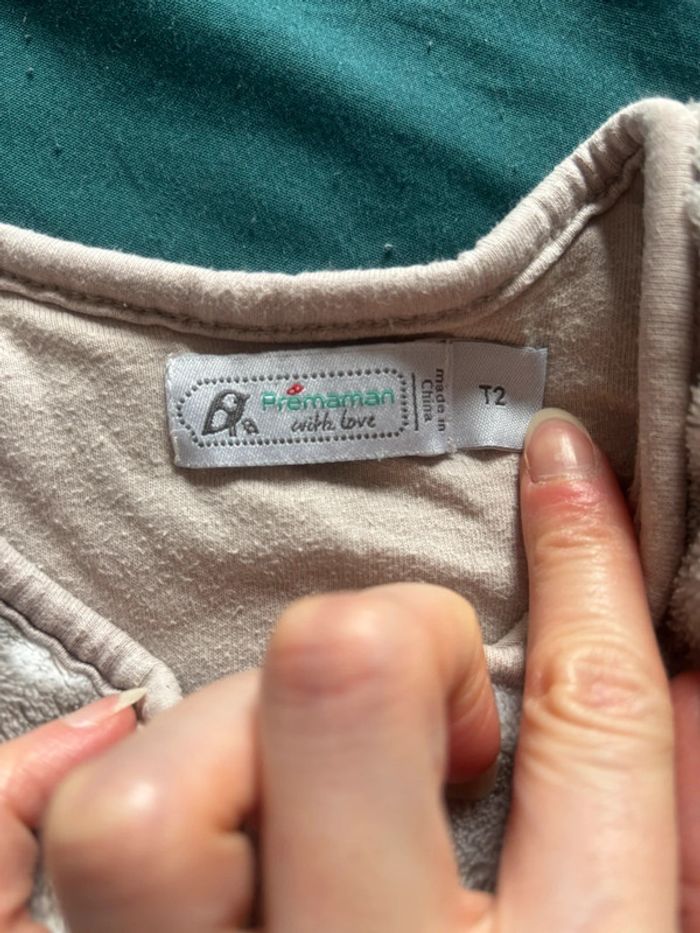 Prémaman
with love
made in
China
T2